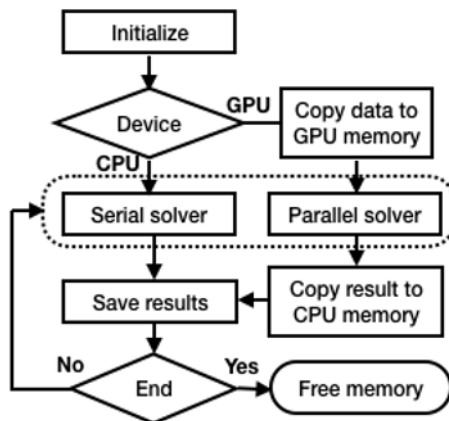 Initialize
Device
GPU
Copy data to
GPU memory
CPU
Serial solver
Parallel solver
Save results
Copy result to
CPU memory
No
End
Yes
Free memory